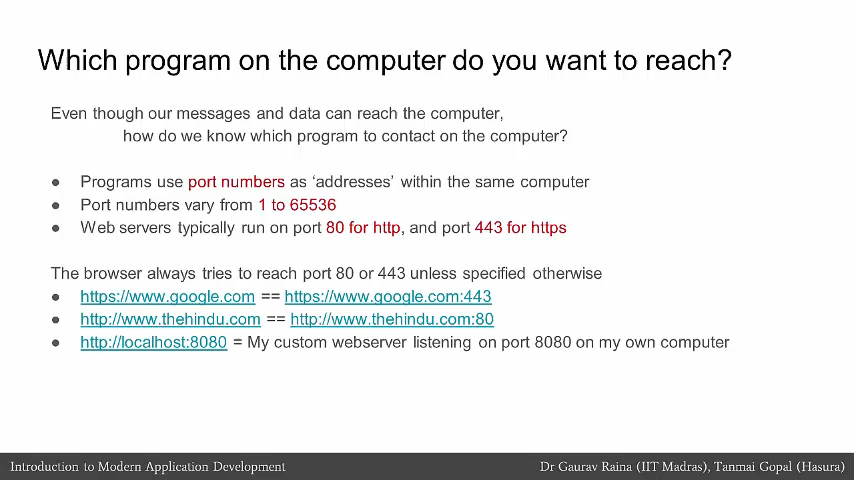 Which program on the computer do you want to reach?
Even though our messages and data can reach the computer,
how do we know which program to contact on the computer?
● Programs use port numbers as ‘addresses’ within the same computer
● Port numbers vary from 1 to 65536
● Web servers typically run on port 80 for http, and port 443 for https
The browser always tries to reach port 80 or 443 unless specified otherwise
● https://www.google.com == https://www.google.com:443
● http://www.thehindu.com == http://www.thehindu.com:80
● http://localhost:8080 = My custom webserver listening on port 8080 on my own computer
Introduction to Modern Application Development
Dr Gaurav Raina (IIT Madras), Tanmai Gopal (Hasura)